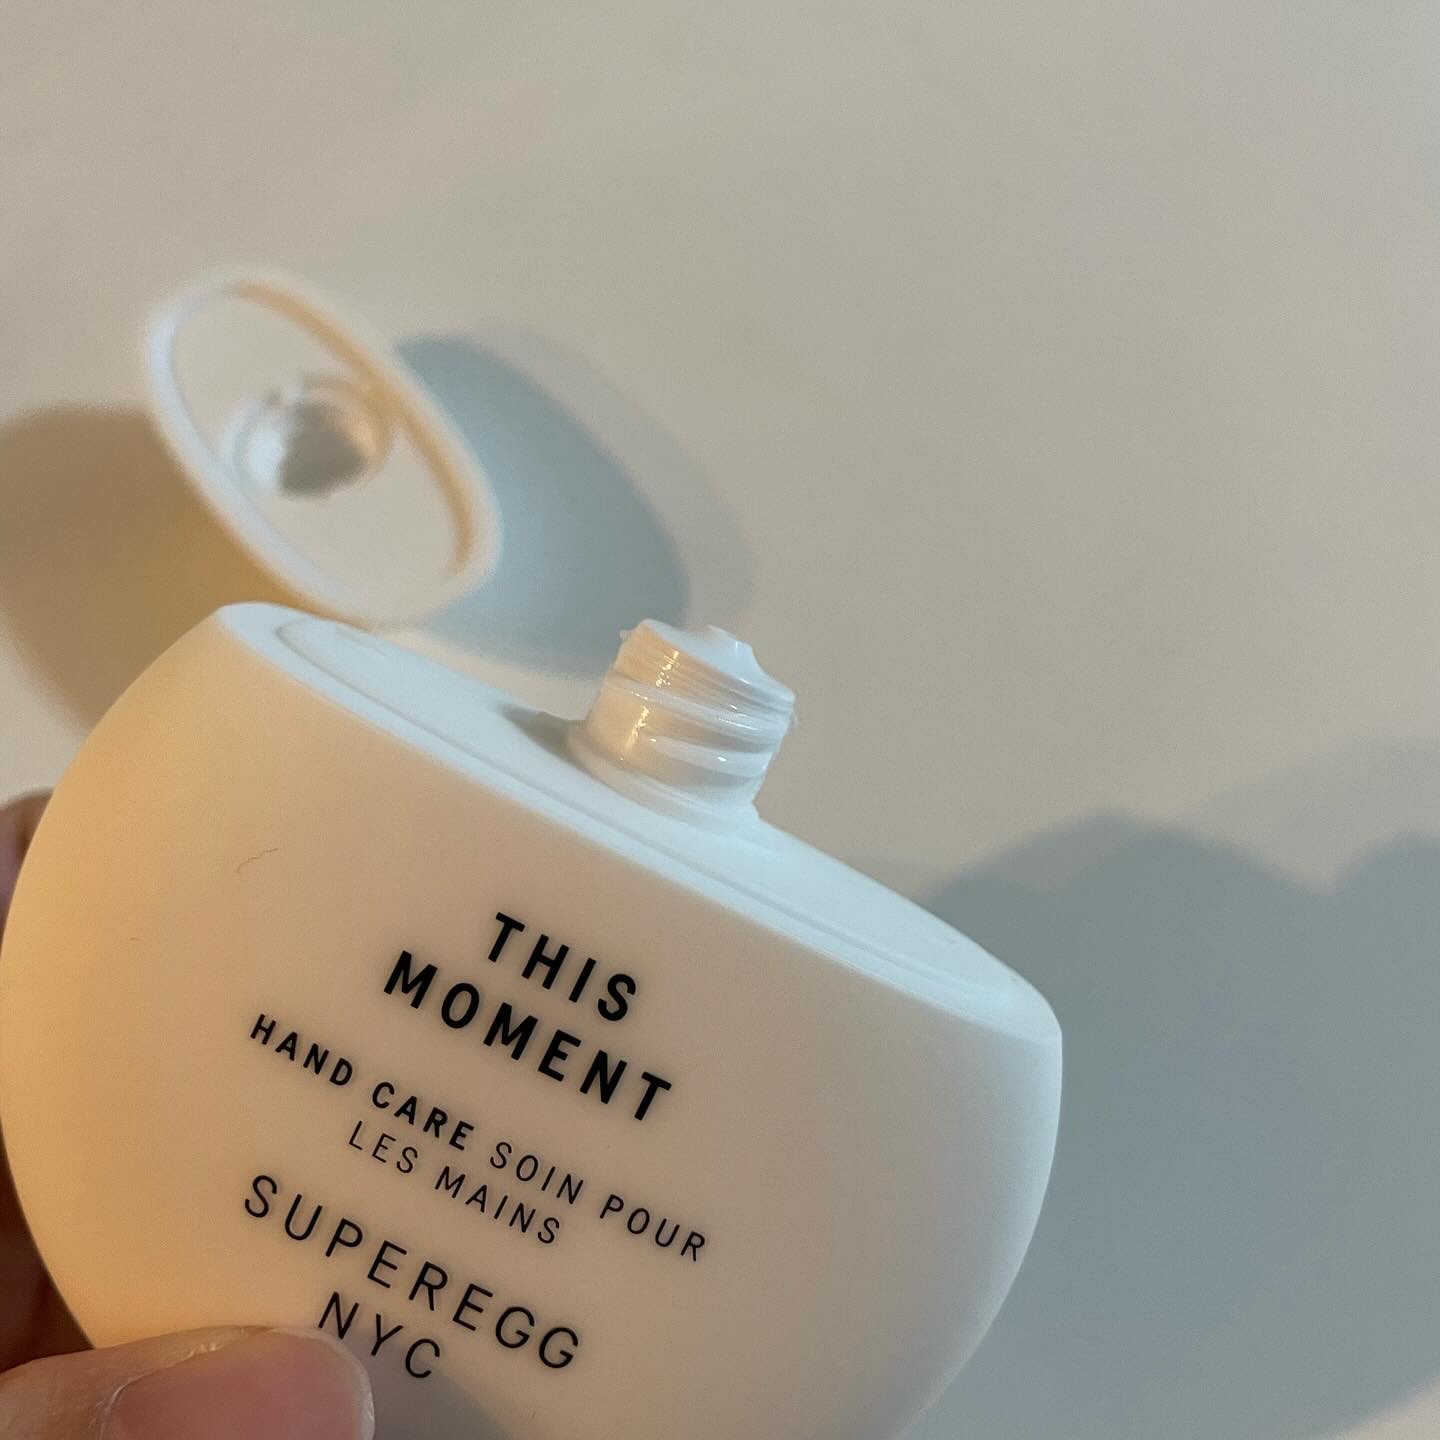 THIS
MOMENT
HAND CARE SOIN POUR
LES MAINS
SUPEREGG
NYC